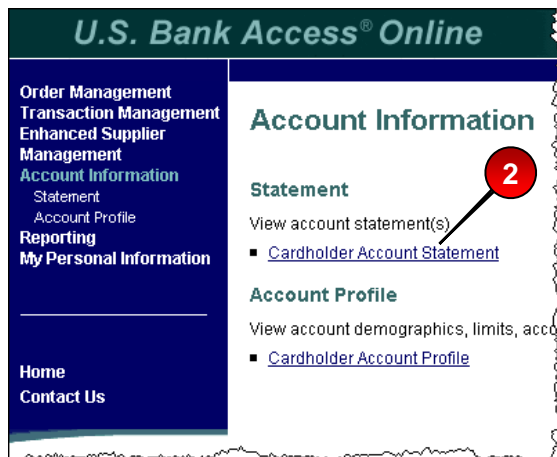 U.S. Bank Access® Online
Order Management
Transaction Management
Enhanced Supplier
Management
Account Information
Statement
Account Profile
Reporting
My Personal Information
Home
Contact Us
Account Information
2
Statement
View account statement(s)
Cardholder Account Statement
Account Profile
View account demographics, limits,
Cardholder Account Profile